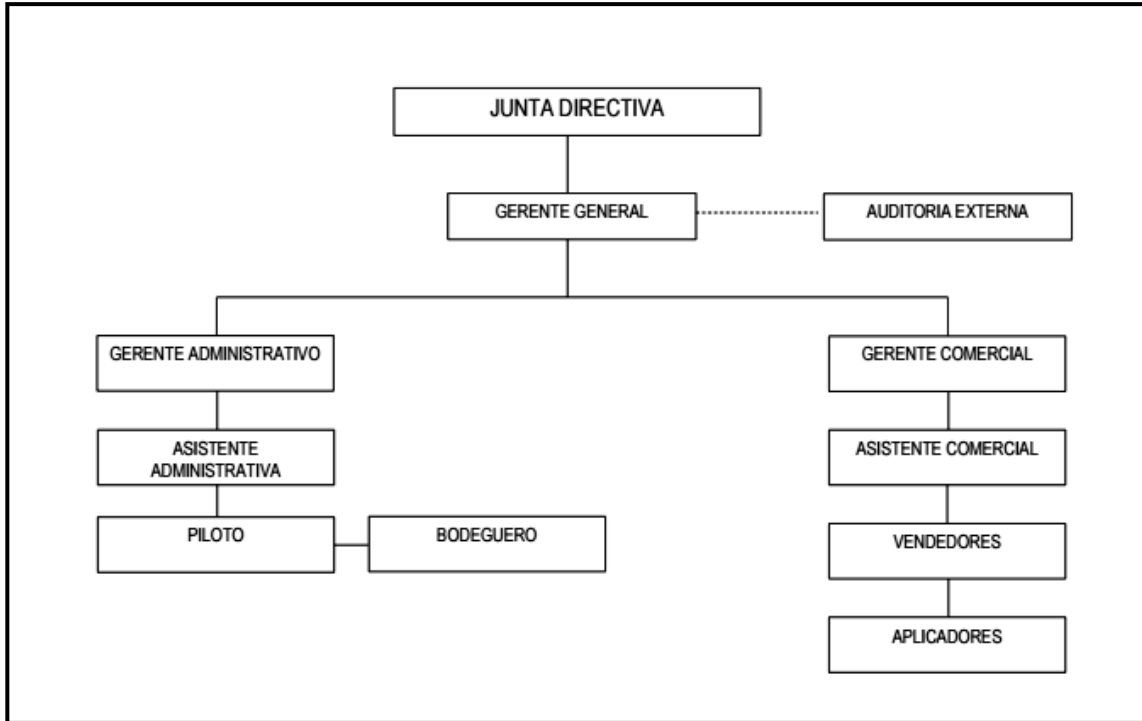 JUNTA DIRECTIVA
GERENTE GENERAL
AUDITORIA EXTERNA
GERENTE ADMINISTRATIVO
GERENTE COMERCIAL
ASISTENTE
ADMINISTRATIVA
ASISTENTE COMERCIAL
PILOTO
BODEGUERO
VENDEDORES
APLICADORES